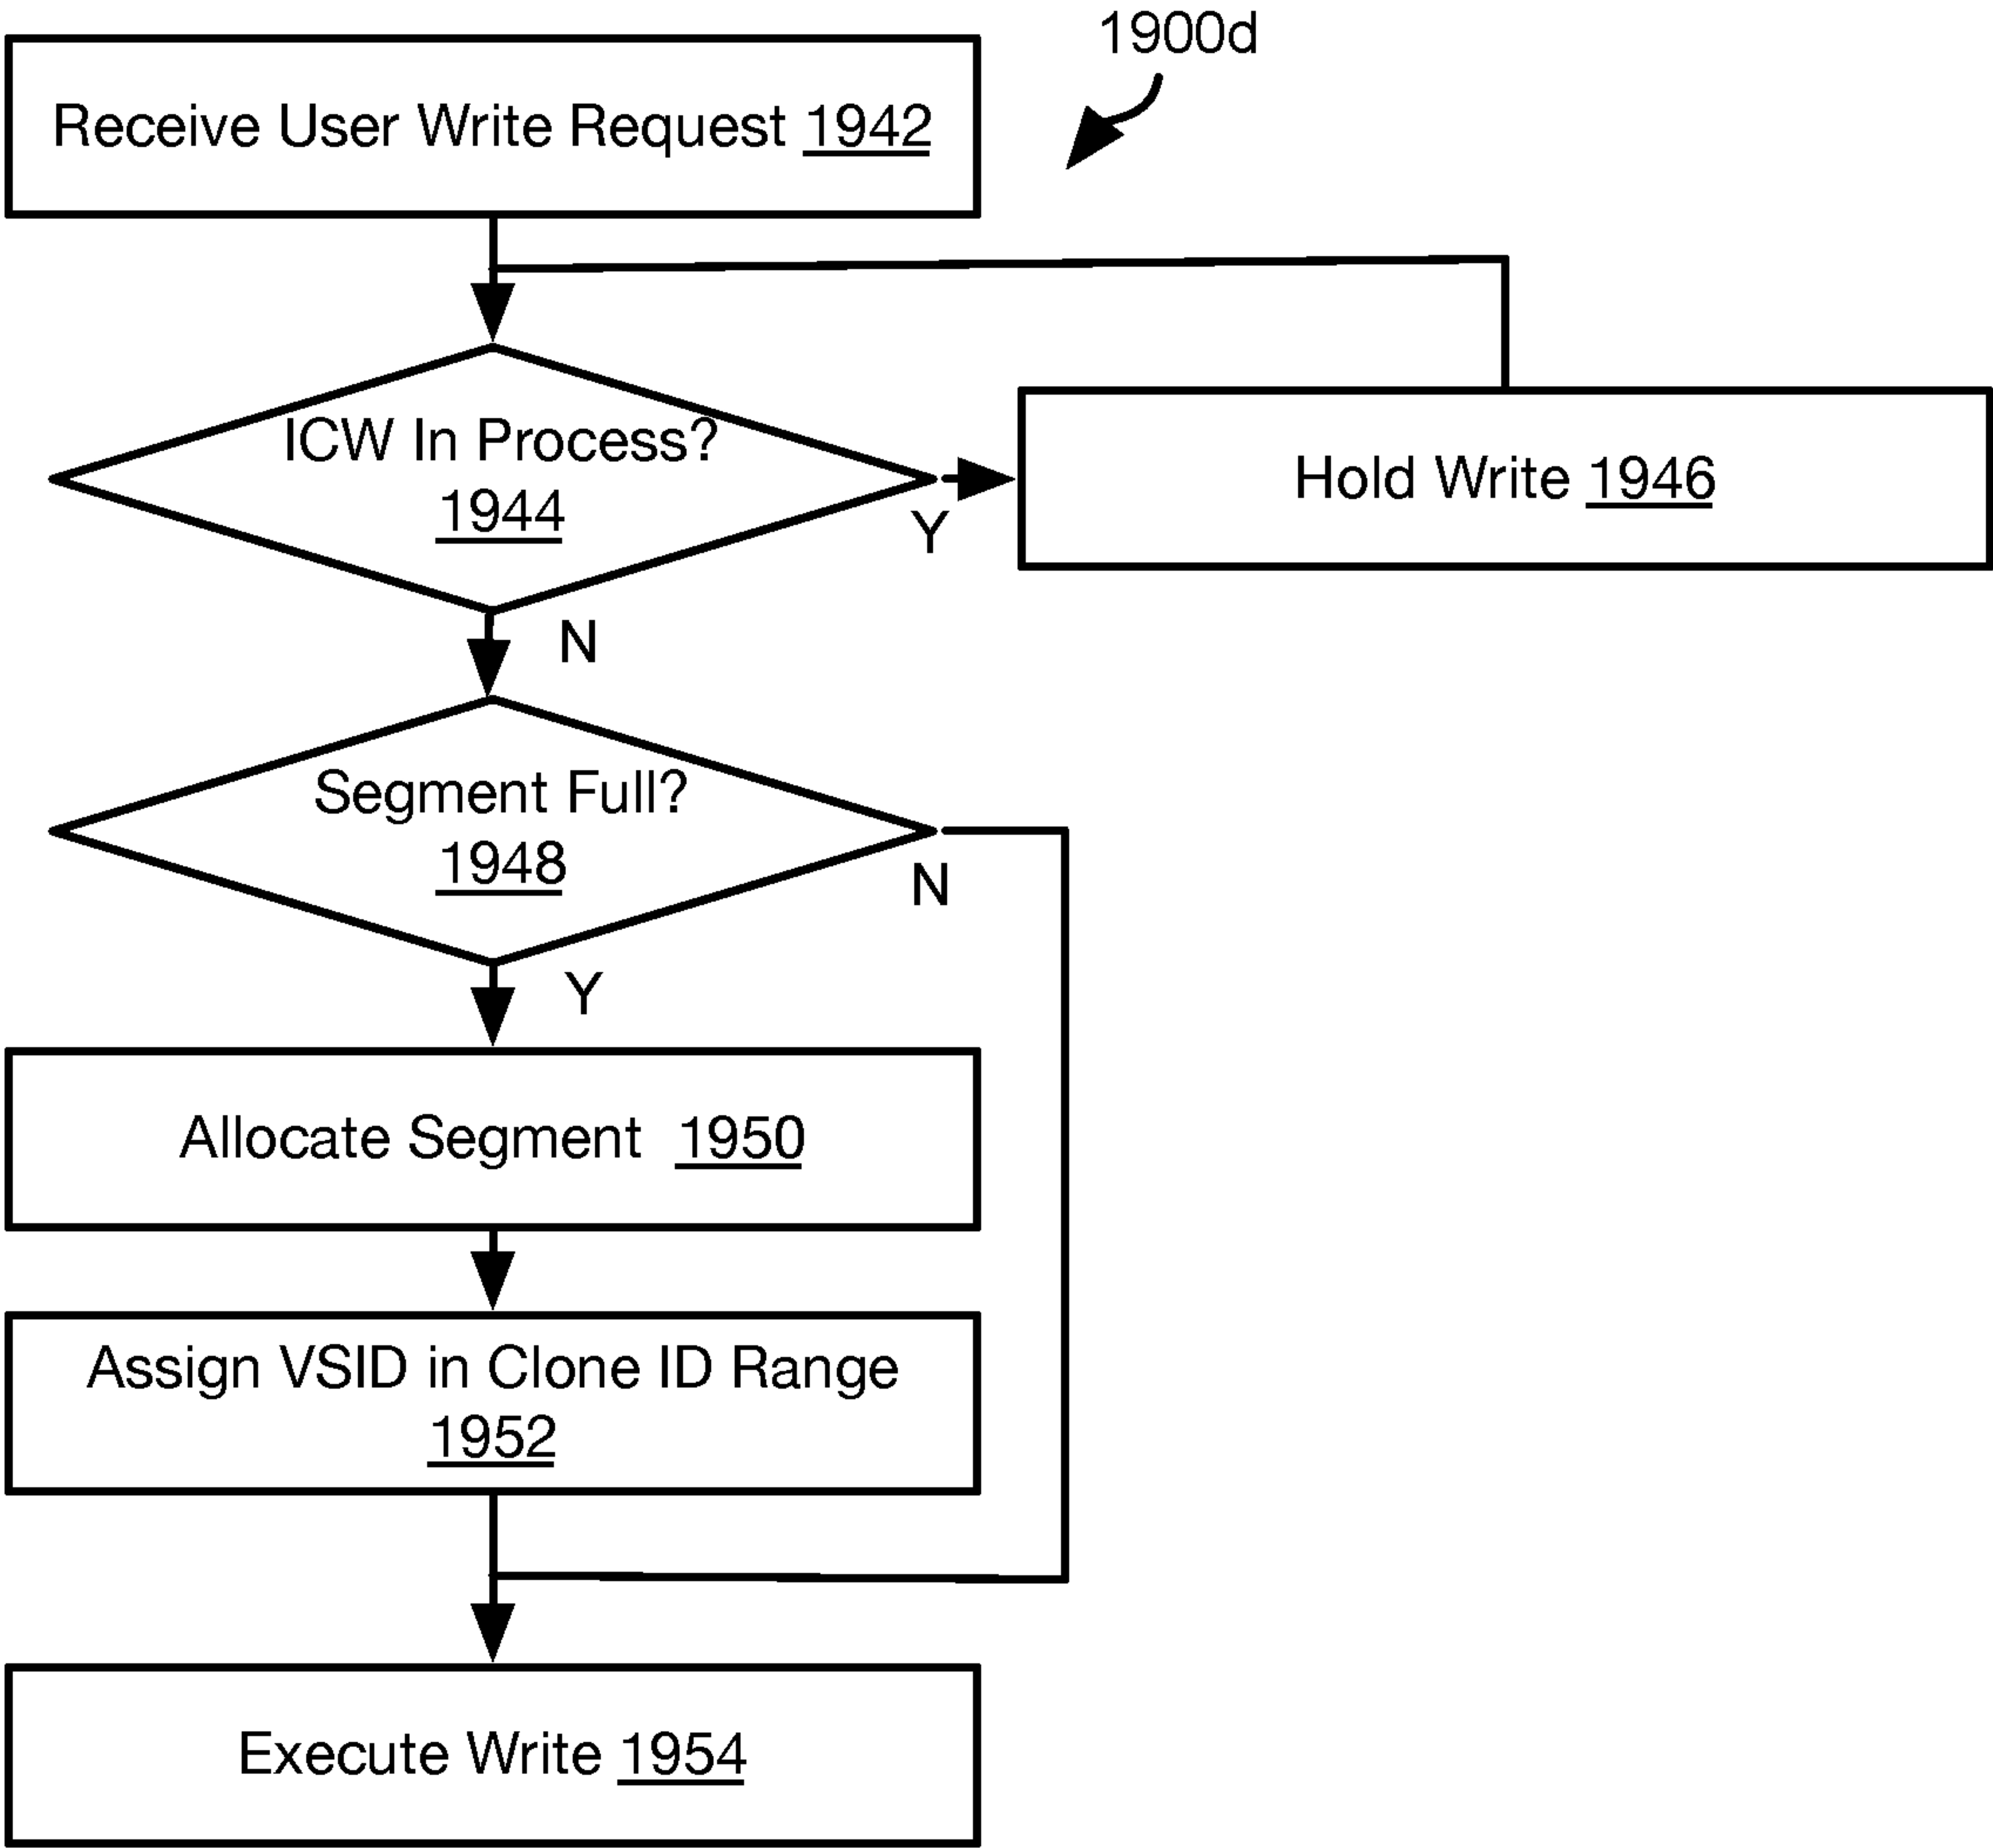 1900d
Receive User Write Request 1942
ICW In Process?
1944
Y
Hold Write 1946
N
Segment Full?
1948
N
Y
Allocate Segment 1950
Assign VSID in Clone ID Range
1952
Execute Write 1954